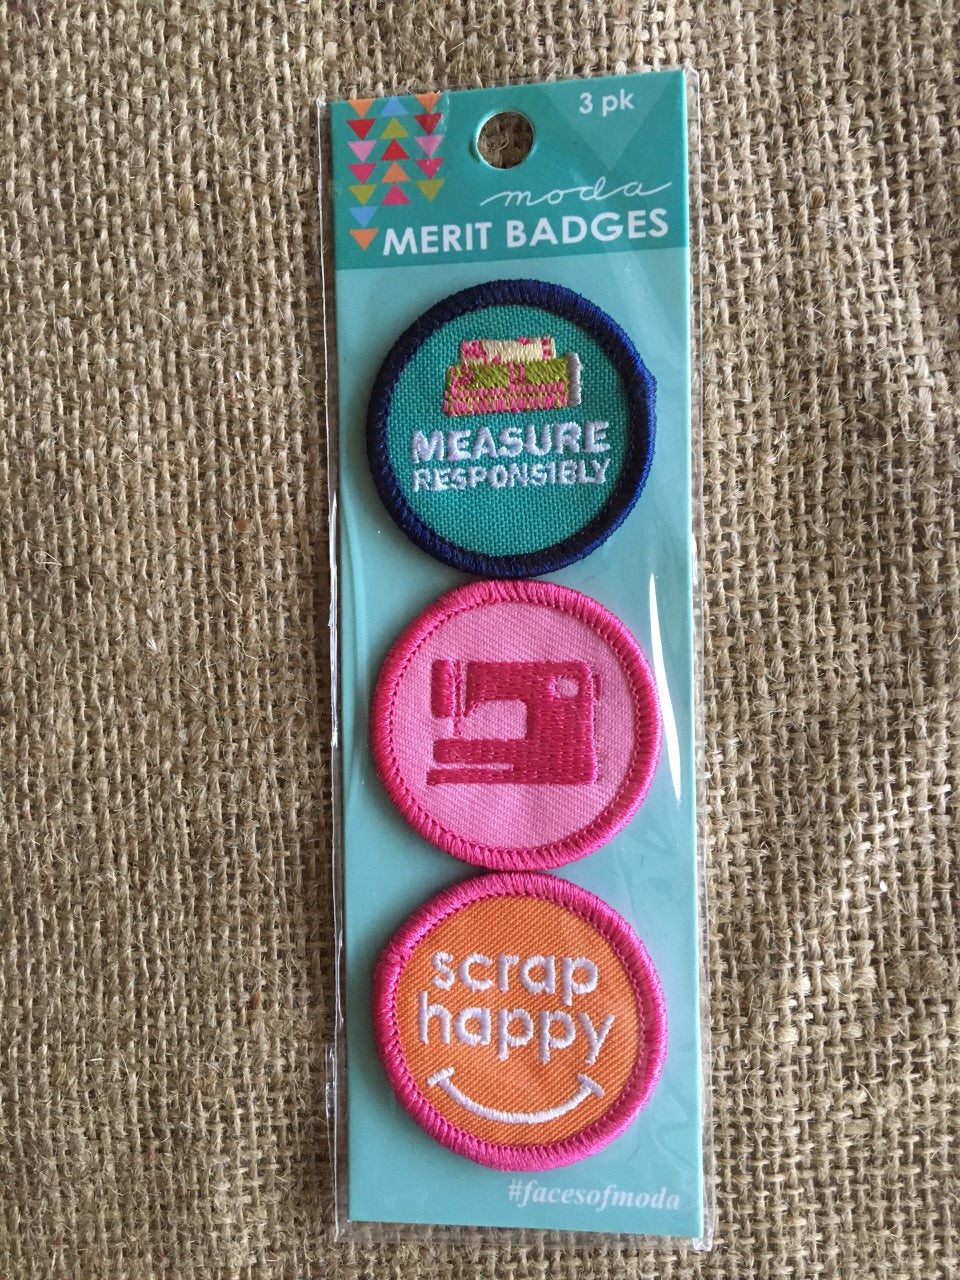 3 pk
moda
MERIT BADGES
MEASURE
RESPONSIBLY
scrap
happy
#facesofmoda